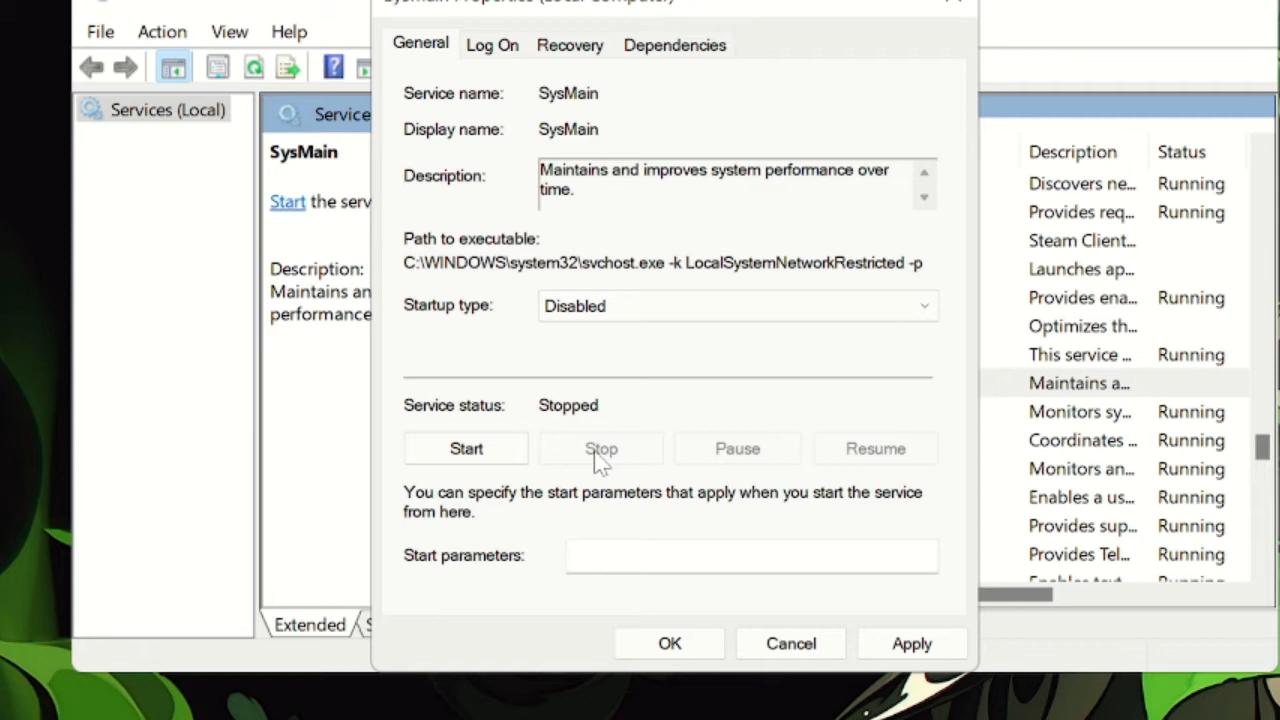 File Action View Help
Services (Local)
Service
SysMain
Start the serv
Description:
Maintains an
performance
Extended
General Log On Recovery Dependencies
Service name: SysMain
Display name: SysMain
Description: Maintains and improves system performance over
time.
Path to executable:
C:\WINDOWS\system32\svchost.exe -k LocalSystemNetworkRestricted -p
Startup type: Disabled
Service status: Stopped
Start Stop Pause Resume
You can specify the start parameters that apply when you start the service
from here.
Start parameters:
OK Cancel Apply
Description Status
Discovers ne... Running
Provides req... Running
Steam Client...
Launches ap...
Provides ena... Running
Optimizes th...
This service ... Running
Maintains a...
Monitors sy... Running
Coordinates ... Running
Monitors an... Running
Enables a us... Running
Provides sup... Running
Provides Tel... Running